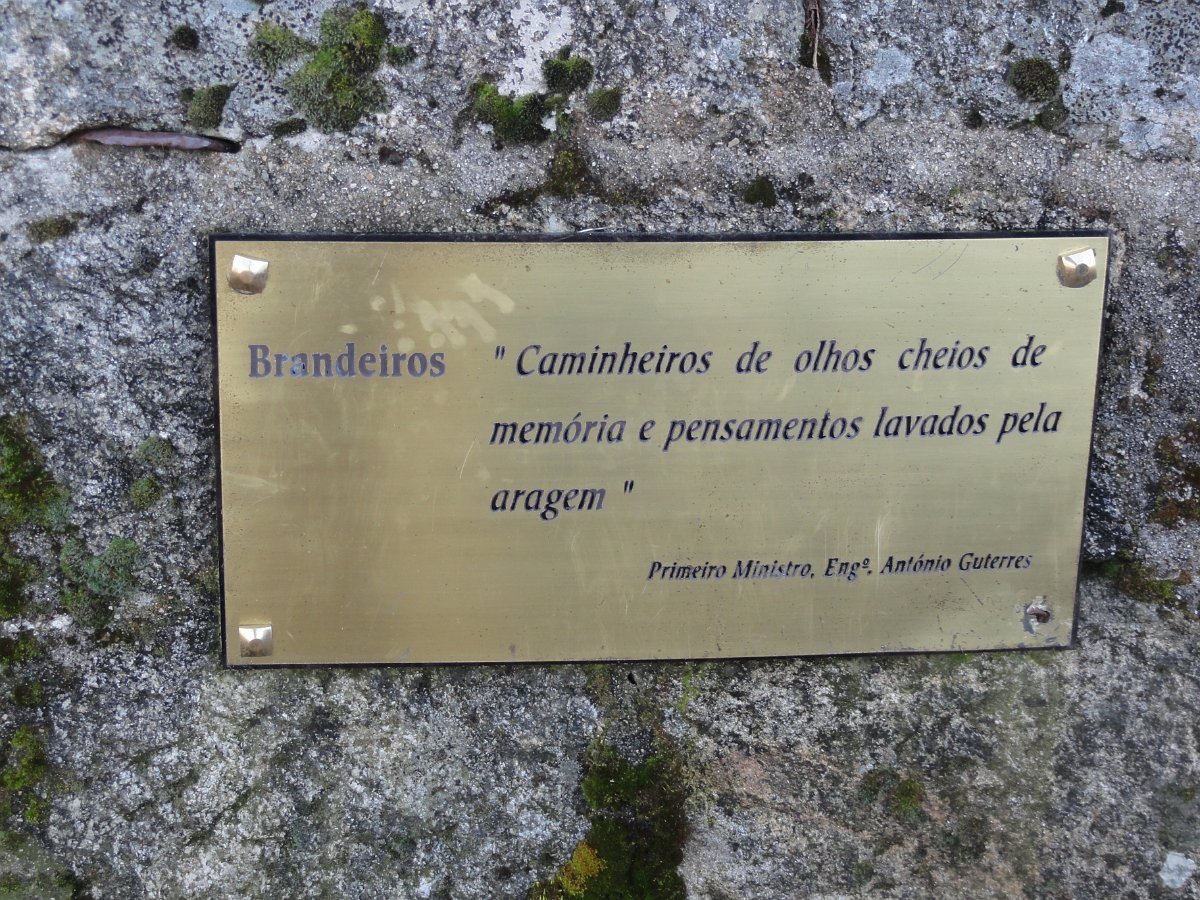 Brandeiros " Caminheiros de olhos cheios de
memória e pensamentos lavados pela
aragem "
Primeiro Ministro, Engº. António Guterres